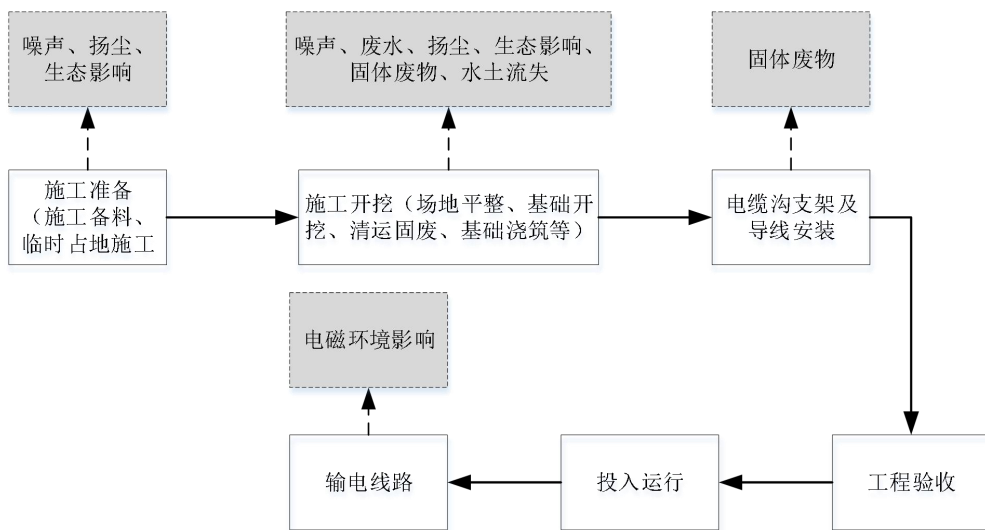 噪声、扬尘、
生态影响
噪声、废水、扬尘、生态影响、
固体废物、水土流失
固体废物
施工准备
（施工备料、
临时占地施工
施工开挖（场地平整、基础开
挖、清运固废、基础浇筑等）
电缆沟支架及
导线安装
电磁环境影响
输电线路
投入运行
工程验收